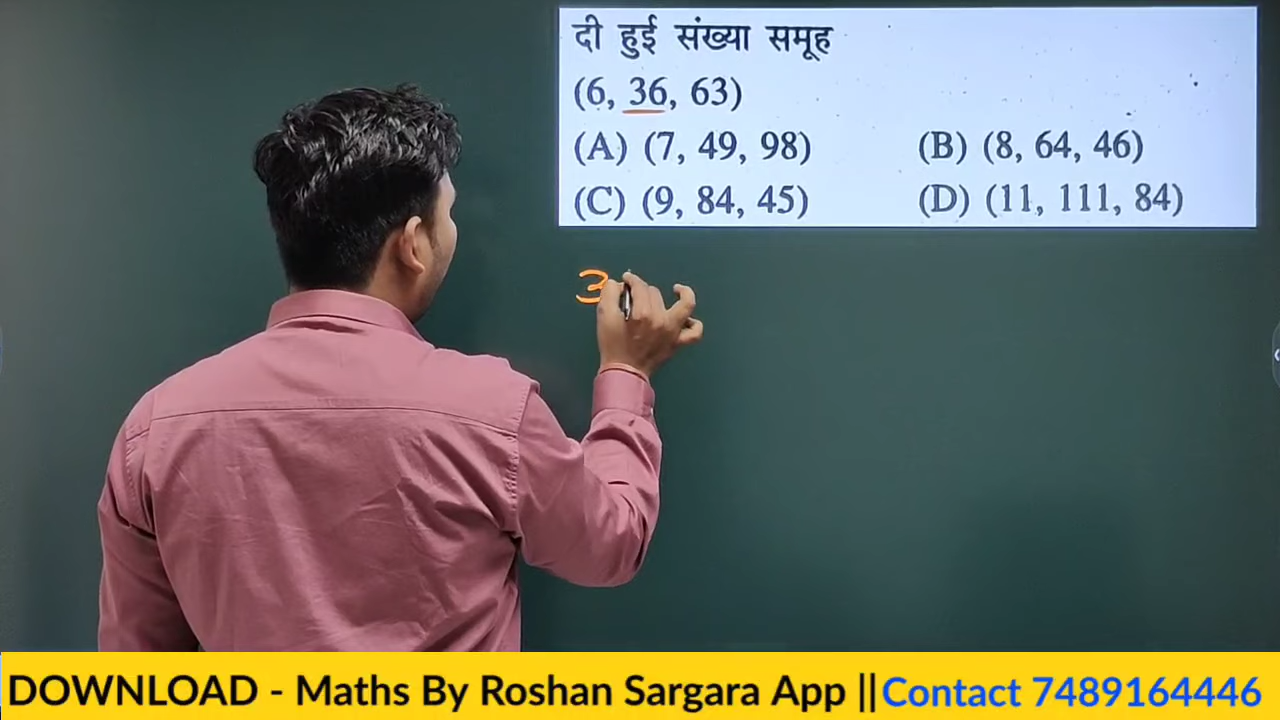 दी हुई संख्या समूह
(6, 36, 63)
(A) (7, 49, 98) (B) (8, 64, 46)
(C) (9, 84, 45) (D) (11, 111, 84)
3
DOWNLOAD - Maths By Roshan Sargara App || Contact 7489164446